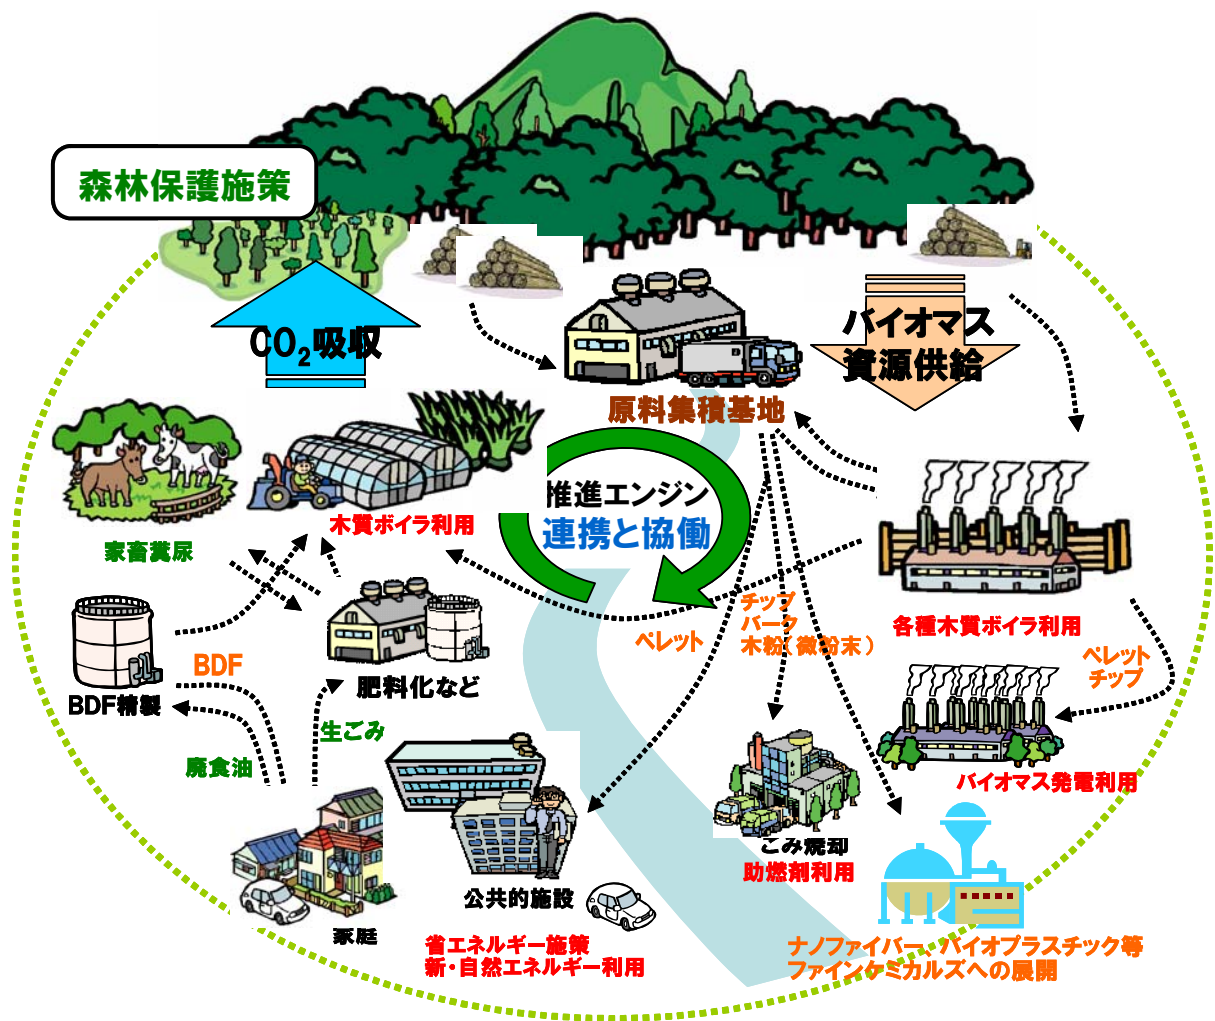 森林保護施策
CO2吸収
バイオマス
資源供給
原料集積基地
推進エンジン
連携と協働
木質ボイラ利用
家畜糞尿
チップ
バーク
木粉（微粉末）
ペレット
各種木質ボイラ利用
ペレット
チップ
BDF
BDF精製
肥料化など
生ごみ
廃食油
バイオマス発電利用
ごみ焼却
助燃剤利用
公共的施設
家庭
省エネルギー施策
新・自然エネルギー利用
ナノファイバー、バイオプラスチック等
ファインケミカルズへの展開